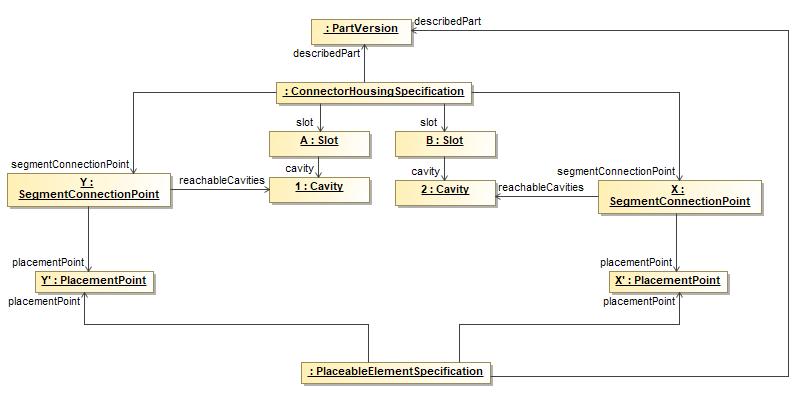 : PartVersion
describedPart
describedPart
: ConnectorHousingSpecification
slot
slot
A : Slot
B : Slot
segmentConnectionPoint
cavity
cavity
segmentConnectionPoint
Y :
SegmentConnectionPoint
reachableCavities
1 : Cavity
2 : Cavity
reachableCavities
X :
SegmentConnectionPoint
placementPoint
placementPoint
Y' : PlacementPoint
X' : PlacementPoint
placementPoint
placementPoint
: PlaceableElementSpecification